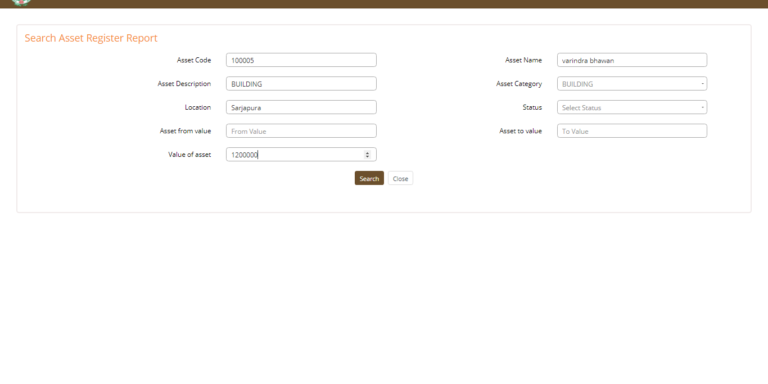 Search Asset Register Report
Asset Code 100005 Asset Name varindra bhawan
Asset Description BUILDING Asset Category BUILDING
Location Sarjapura Status Select Status
Asset from value From Value Asset to value To Value
Value of asset 1200000
Search Close